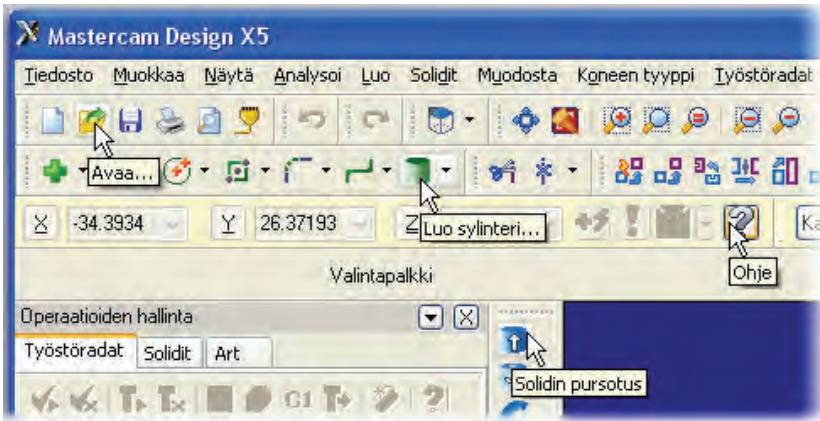 Mastercam Design X5
Tiedosto Muokkaa Näytä Analysoi Luo Solidit Muodosta Koneen tyyppi Työstöradat
Avaa...
X -34.3934 Y 26.37193 Z
Luo sylinteri...
Valintapalkki
Ohje
Operaatioiden hallinta
Työstöradat Solidit Art
Solidin pursotus
G1